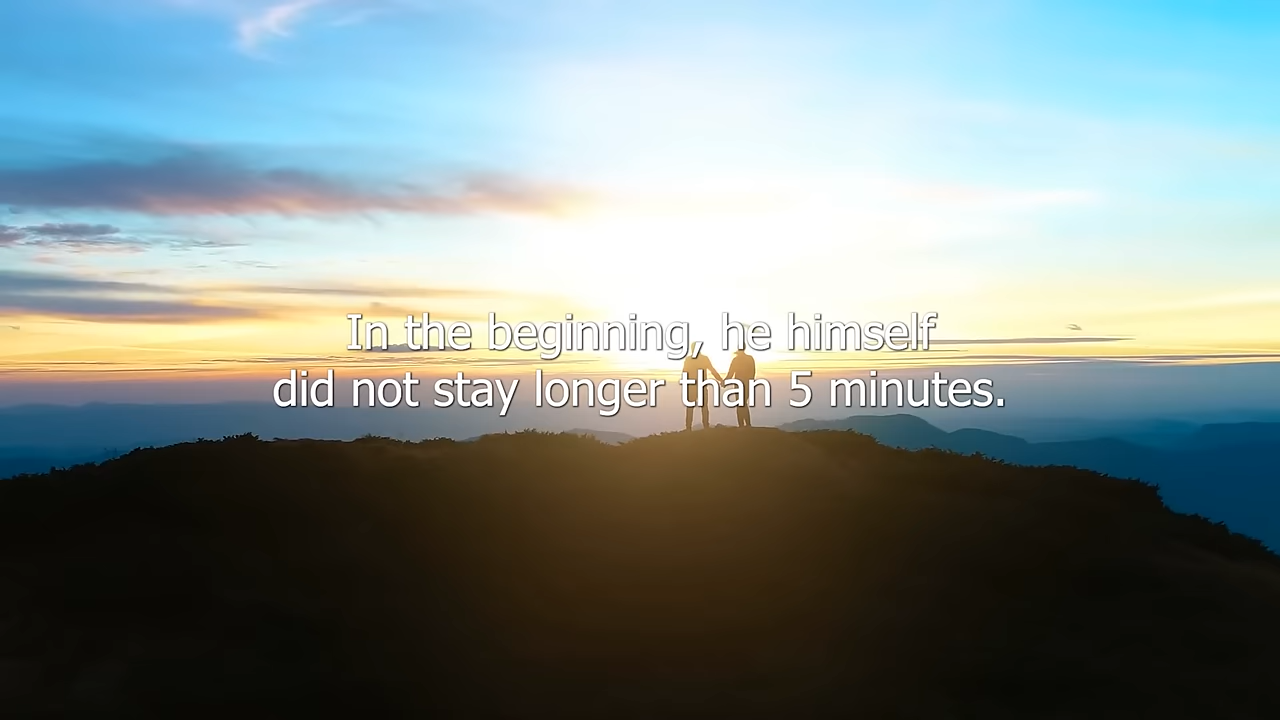 In the beginning, he himself
did not stay longer than 5 minutes.